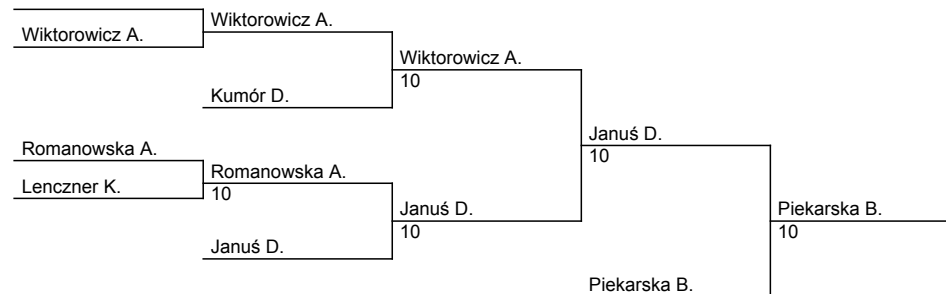 Wiktorowicz A.
Wiktorowicz A.
Wiktorowicz A.
10
Kumór D.
Januś D.
10
Romanowska A.
Romanowska A.
10
Lenczner K.
Januś D.
10
Piekarska B.
10
Januś D.
Piekarska B.